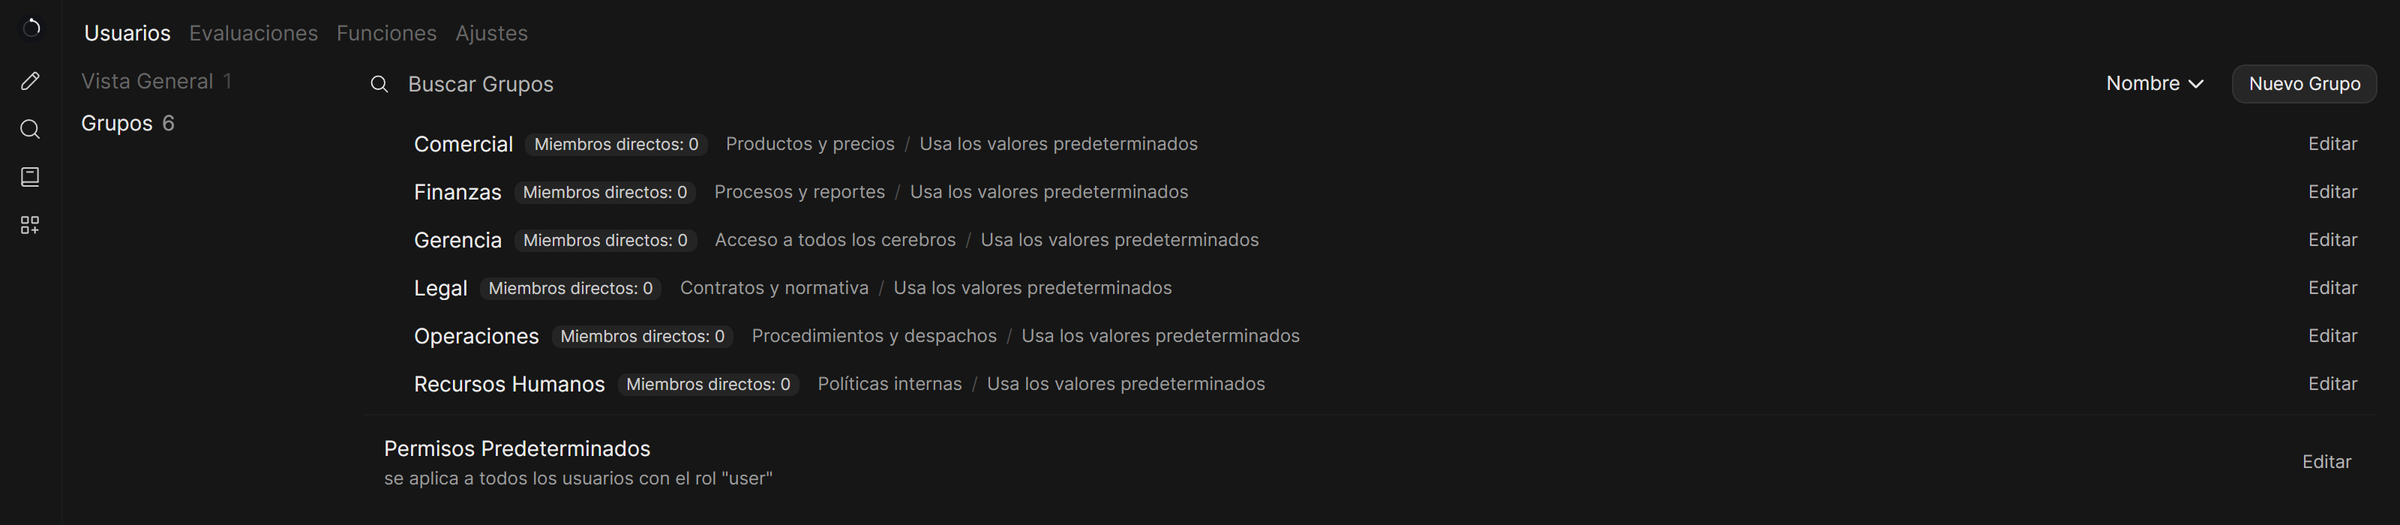 Usuarios Evaluaciones Funciones Ajustes
Vista General 1
Grupos 6
Buscar Grupos Nombre Nuevo Grupo
Comercial Miembros directos: 0 Productos y precios / Usa los valores predeterminados Editar
Finanzas Miembros directos: 0 Procesos y reportes / Usa los valores predeterminados Editar
Gerencia Miembros directos: 0 Acceso a todos los cerebros / Usa los valores predeterminados Editar
Legal Miembros directos: 0 Contratos y normativa / Usa los valores predeterminados Editar
Operaciones Miembros directos: 0 Procedimientos y despachos / Usa los valores predeterminados Editar
Recursos Humanos Miembros directos: 0 Políticas internas / Usa los valores predeterminados Editar
Permisos Predeterminados
se aplica a todos los usuarios con el rol "user"
Editar